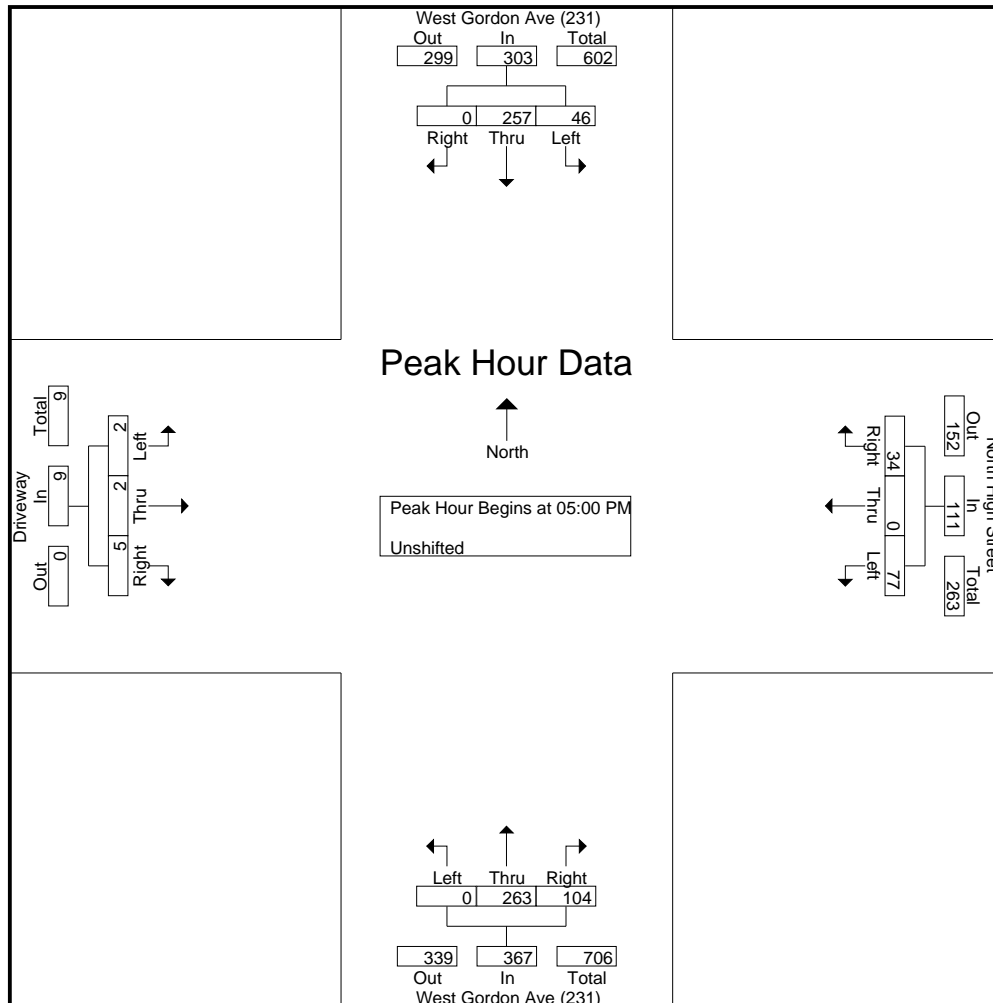 West Gordon Ave (231)
Out In Total
299 303 602
0 257 46
Right Thru Left
Peak Hour Data
North
Peak Hour Begins at 05:00 PM
Unshifted
Driveway
Total In Out
9 9 0
2 2 5
Left Thru Right
North High Street
Out In Total
152 111 263
34 0 77
Right Thru Left
Left Thru Right
0 263 104
339 367 706
Out In Total
West Gordon Ave (231)